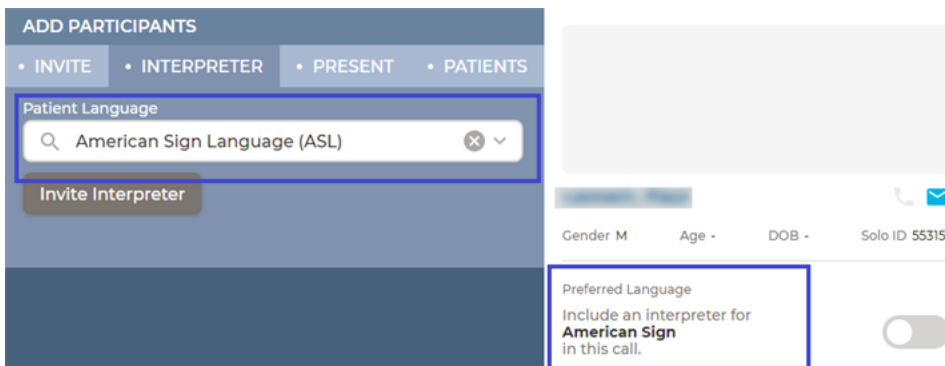 ADD PARTICIPANTS
• INVITE • INTERPRETER • PRESENT • PATIENTS
Patient Language
American Sign Language (ASL)
Invite Interpreter
Gender M Age - DOB - Solo ID 55315
Preferred Language
Include an interpreter for
American Sign
in this call.